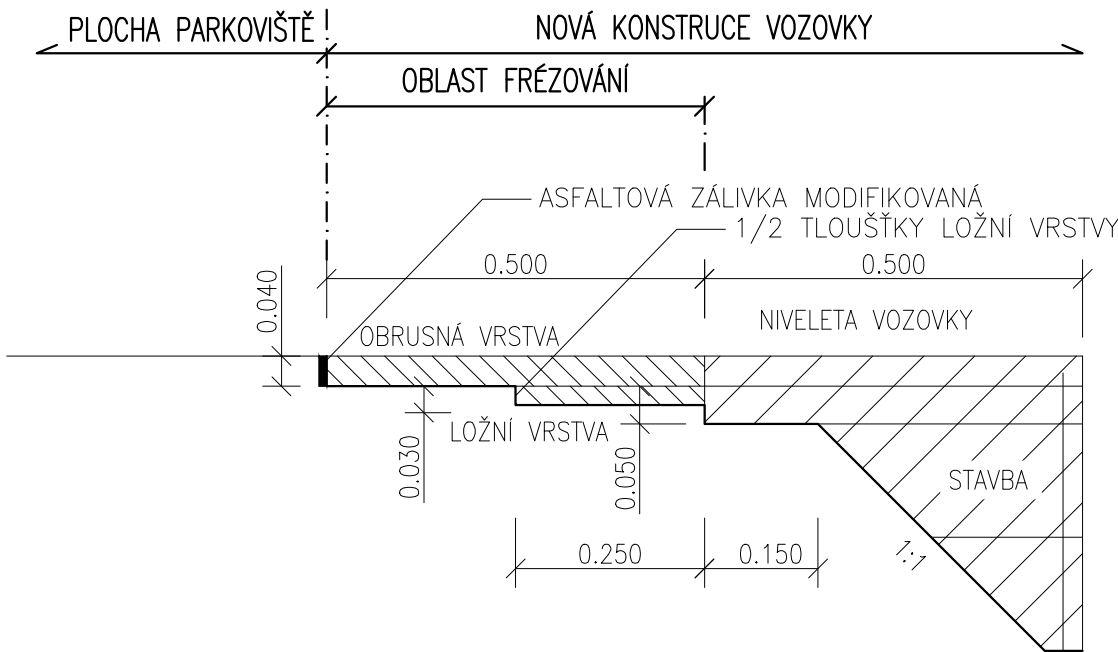 PLOCHA PARKOVIŠTĚ
NOVÁ KONSTRUCE VOZOVKY
OBLAST FRÉZOVÁNÍ
ASFALTOVÁ ZÁLIVKA MODIFIKOVANÁ
1/2 TLOUŠŤKY LOŽNÍ VRSTVY
0.500
0.500
0.040
OBRUSNÁ VRSTVA
NIVELETA VOZOVKY
0.030
LOŽNÍ VRSTVA
0.050
STAVBA
0.250
0.150
1:1